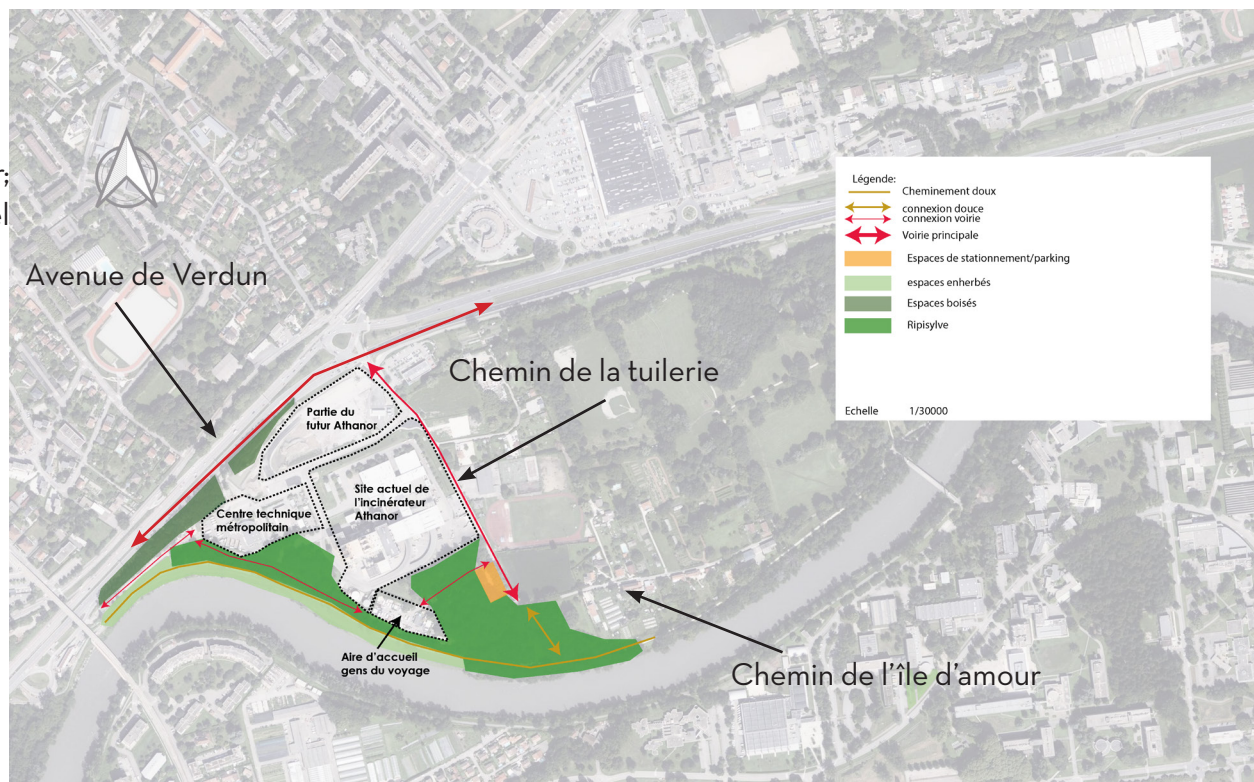 r;
el
Avenue de Verdun
Chemin de la tuilerie
Chemin de l'île d'amour
Partie du
futur Athanor
Site actuel de
l'incinérateur
Athanor
Centre technique
métropolitain
Aire d'accueil
gens du voyage
Légende:
Cheminement doux
connexion douce
connexion voirie
Voirie principale
Espaces de stationnement/parking
espaces enherbés
Espaces boisés
Ripisylve
Echelle 1/30000